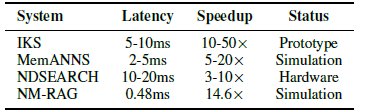 System Latency Speedup Status
IKS 5-10ms 10-50× Prototype
MemANNS 2-5ms 5-20× Simulation
NDSEARCH 10-20ms 3-10× Hardware
NM-RAG 0.48ms 14.6× Simulation